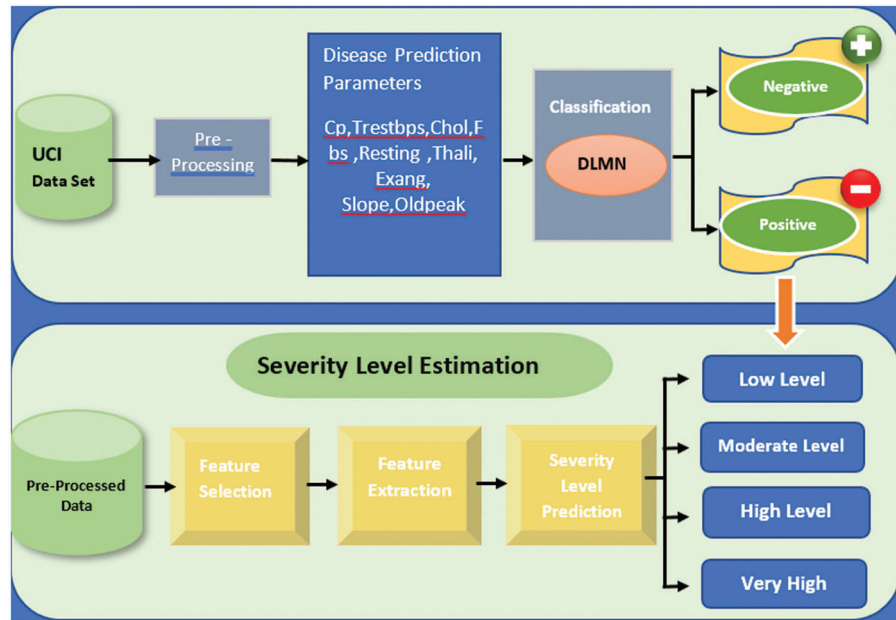 UCI
Data Set
Pre -
Processing
Disease Prediction
Parameters
Cp,Trestbps,Chol,F
bs ,Resting ,Thali,
Exang,
Slope,Oldpeak
Classification
DLMN
Negative
Positive
Severity Level Estimation
Pre-Processed
Data
Feature
Selection
Feature
Extraction
Severity
Level
Prediction
Low Level
Moderate Level
High Level
Very High